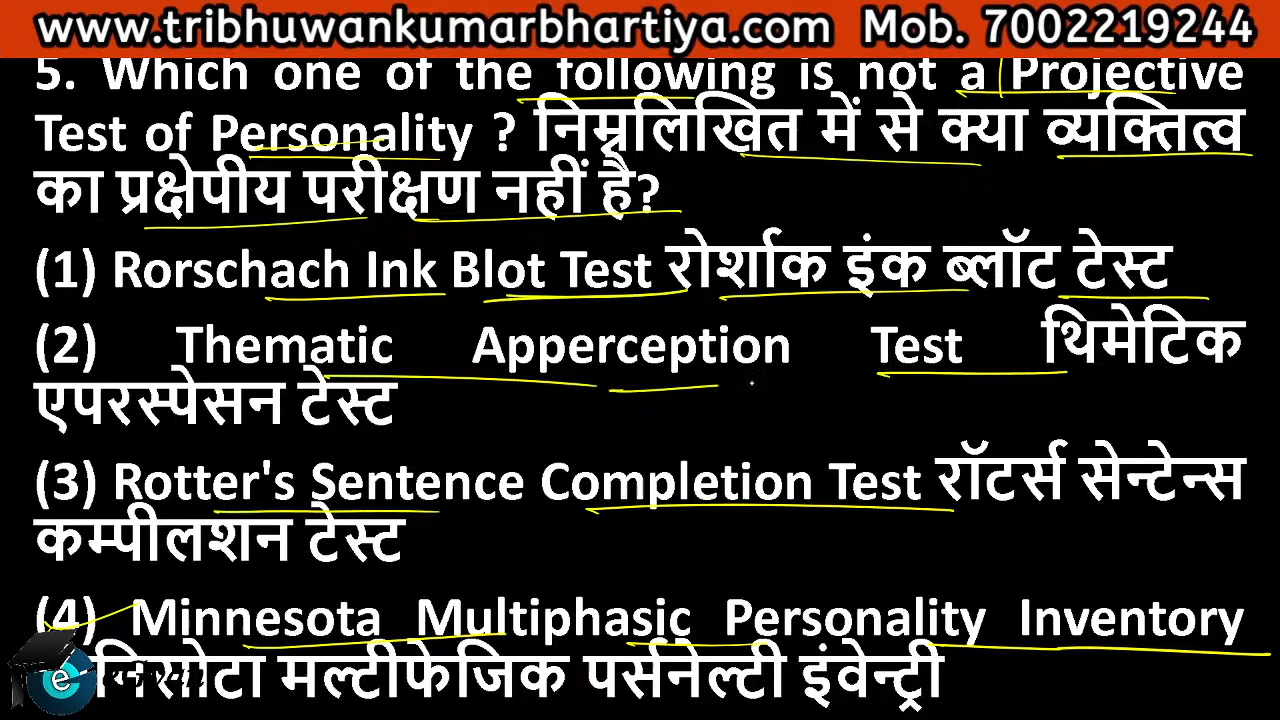 www.tribhuwankumarbhartiya.com Mob. 7002219244
5. Which one of the following is not a Projective
Test of Personality ? निम्नलिखित में से क्या व्यक्तित्व
का प्रक्षेपीय परीक्षण नहीं है?
(1) Rorschach Ink Blot Test रोर्शाक इंक ब्लॉट टेस्ट
(2) Thematic Apperception Test थिमेटिक
एपरस्पेसन टेस्ट
(3) Rotter's Sentence Completion Test रॉटर्स सेन्टेन्स
कम्पीलशन टेस्ट
(4) Minnesota Multiphasic Personality Inventory
मल्टीफेजिक पर्सनेल्टी इंवेन्ट्री
e